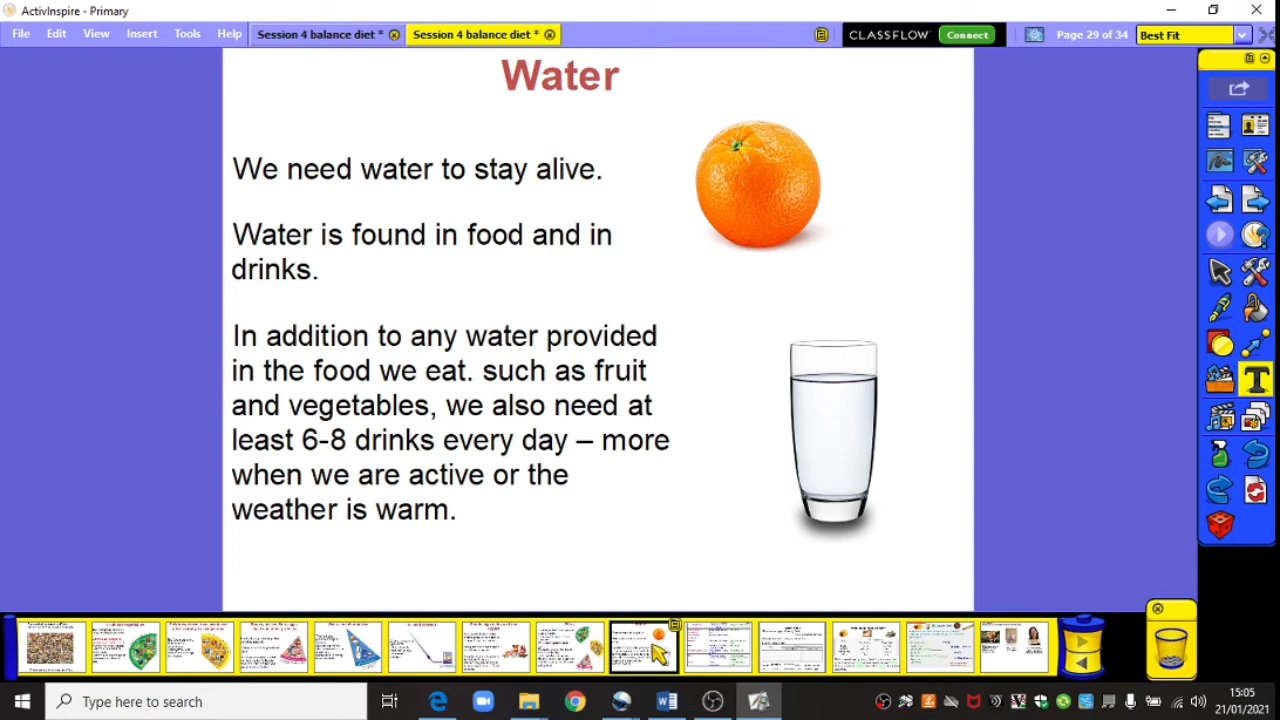 ActivInspire - Primary
File Edit View Insert Tools Help
Session 4 balance diet *
Session 4 balance diet *
CLASSFLOW Connect
Page 29 of 34
Best Fit
Water
We need water to stay alive.
Water is found in food and in
drinks.
In addition to any water provided
in the food we eat. such as fruit
and vegetables, we also need at
least 6-8 drinks every day – more
when we are active or the
weather is warm.
Type here to search
15:05
21/01/2021